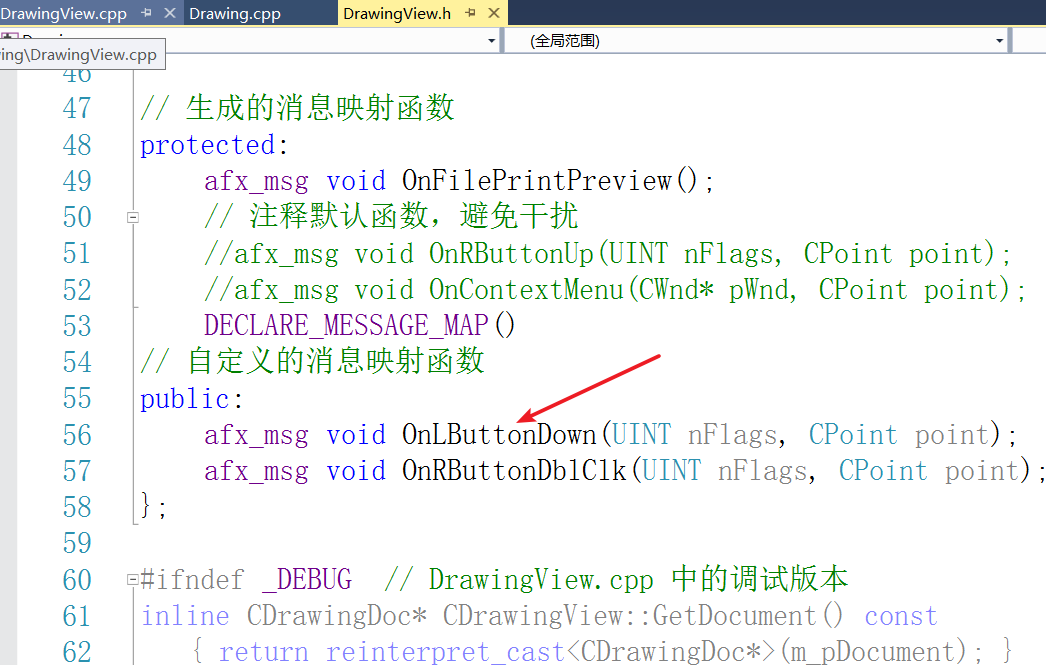 DrawingView.cpp Drawing.cpp DrawingView.h
(全局范围)
ing\DrawingView.cpp
46
47 // 生成的消息映射函数
48 protected:
49 afx_msg void OnFilePrintPreview();
50 // 注释默认函数，避免干扰
51 //afx_msg void OnRButtonUp(UINT nFlags, CPoint point);
52 //afx_msg void OnContextMenu(CWnd* pWnd, CPoint point);
53 DECLARE_MESSAGE_MAP()
54 // 自定义的消息映射函数
55 public:
56 afx_msg void OnLButtonDown(UINT nFlags, CPoint point);
57 afx_msg void OnRButtonDblClk(UINT nFlags, CPoint point);
58 };
59
60 #ifndef _DEBUG // DrawingView.cpp 中的调试版本
61 inline CDrawingDoc* CDrawingView::GetDocument() const
62 { return reinterpret_cast<CDrawingDoc*>(m_pDocument); }